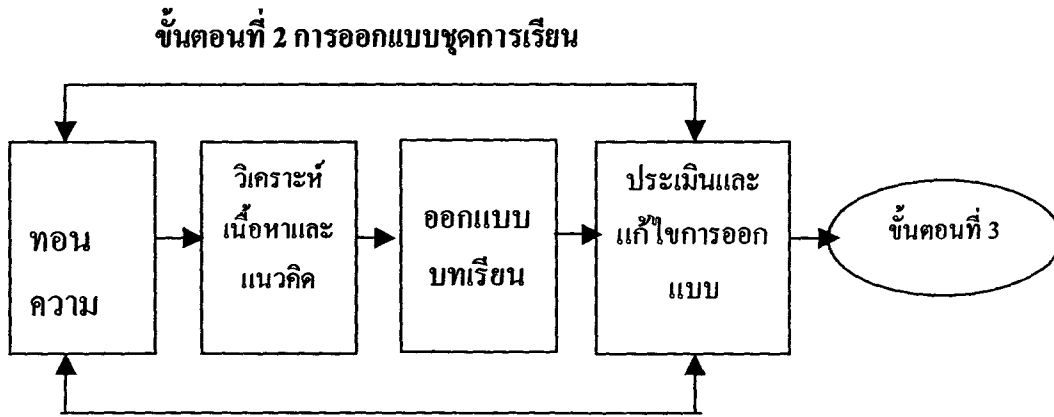 ขั้นตอนที่ 2 การออกแบบชุดการเรียน
ทอน
ความ
วิเคราะห์
เนื้อหาและ
แนวคิด
ออกแบบ
บทเรียน
ประเมินและ
แก้ไขการออก
แบบ
ขั้นตอนที่ 3